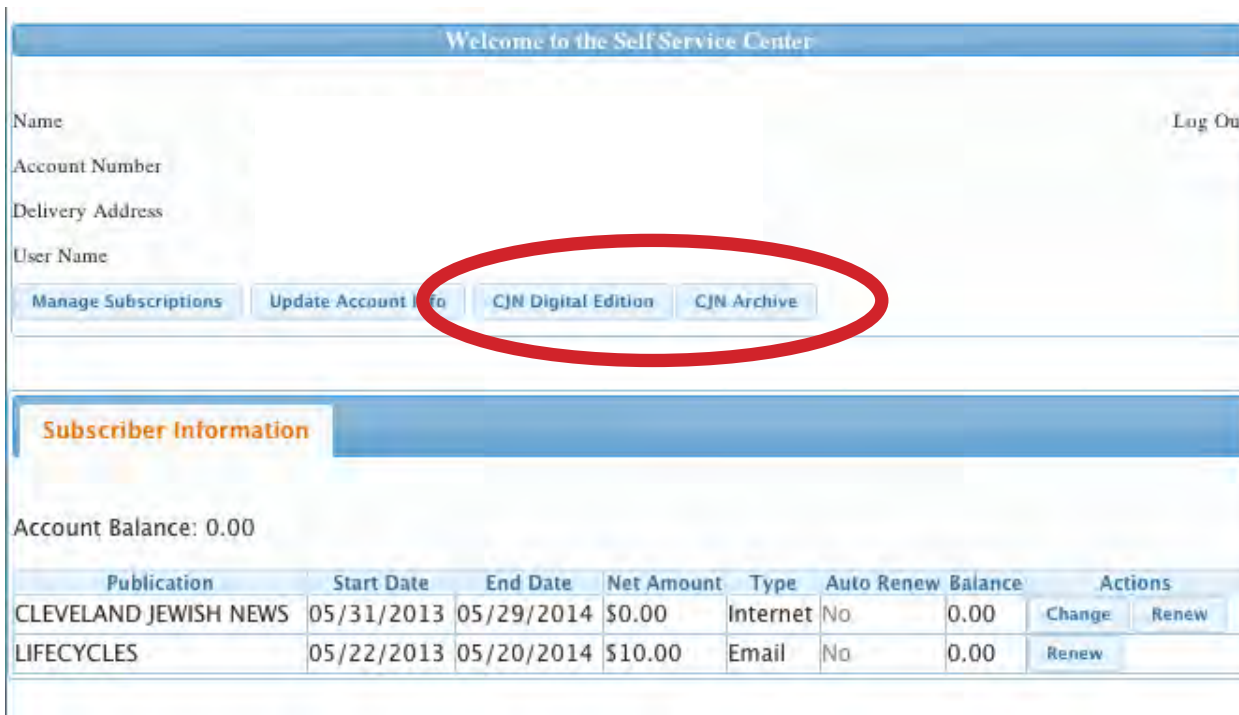 Welcome to the Self Service Center
Name Log Ou
Account Number
Delivery Address
User Name
Manage Subscriptions Update Account Info CJN Digital Edition CJN Archive
Subscriber Information
Account Balance: 0.00
Publication Start Date End Date Net Amount Type Auto Renew Balance Actions
CLEVELAND JEWISH NEWS 05/31/2013 05/29/2014 $0.00 Internet No 0.00 Change Renew
LIFECYCLES 05/22/2013 05/20/2014 $10.00 Email No 0.00 Renew